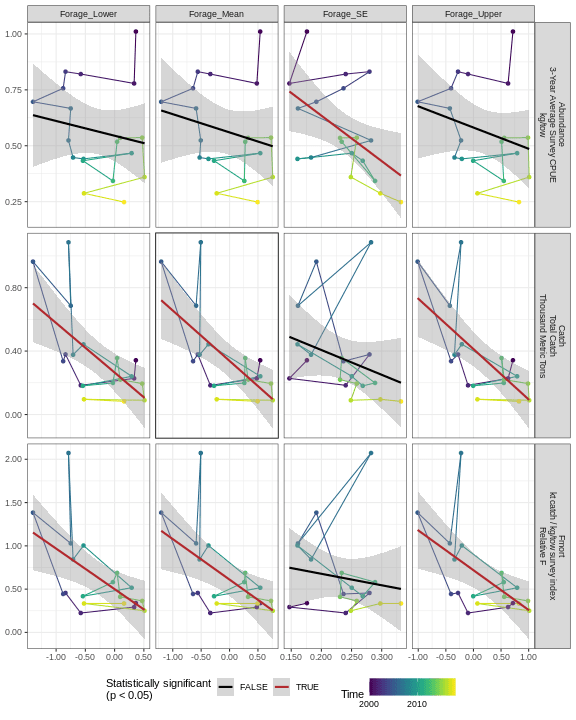 Forage_Lower Forage_Mean Forage_SE Forage_Upper
1.00
0.75
0.50
0.25
Abundance
3-Year Average Survey CPUE
kg/tow
0.80
0.40
0.00
Catch
Total Catch
Thousand Metric Tons
2.00
1.50
1.00
0.50
0.00
Fmort
kt catch / kg/tow survey index
Relative F
-1.00 -0.50 0.00 0.50 -1.00 -0.50 0.00 0.50 0.150 0.200 0.250 0.300 -1.00 -0.50 0.00 0.50 1.00
Statistically significant
(p < 0.05)
FALSE TRUE
Time
2000 2010